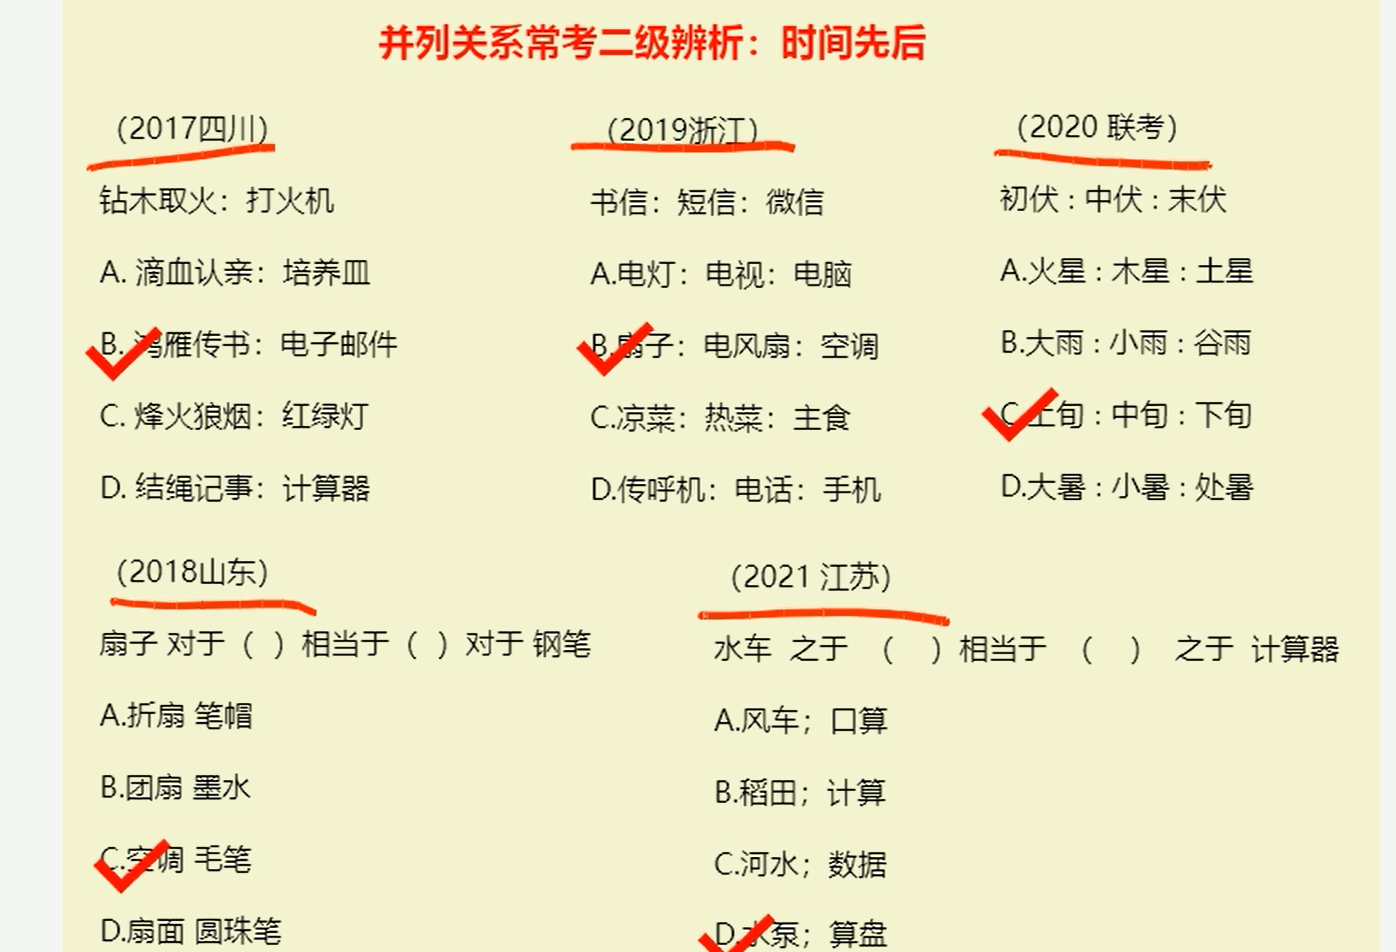 并列关系常考二级辨析：时间先后
（2017四川）
钻木取火：打火机
A. 滴血认亲：培养皿
B. 鸿雁传书：电子邮件
C. 烽火狼烟：红绿灯
D. 结绳记事：计算器
（2019浙江）
书信：短信：微信
A.电灯：电视：电脑
B.扇子：电风扇：空调
C.凉菜：热菜：主食
D.传呼机：电话：手机
（2020 联考）
初伏 : 中伏 : 末伏
A.火星 : 木星 : 土星
B.大雨 : 小雨 : 谷雨
C.上旬 : 中旬 : 下旬
D.大暑 : 小暑 : 处暑
（2018山东）
扇子 对于（ ）相当于（ ）对于 钢笔
A.折扇 笔帽
B.团扇 墨水
C.空调 毛笔
D.扇面 圆珠笔
（2021 江苏）
水车 之于 （ ）相当于 （ ） 之于 计算器
A.风车；口算
B.稻田；计算
C.河水；数据
D.水泵；算盘